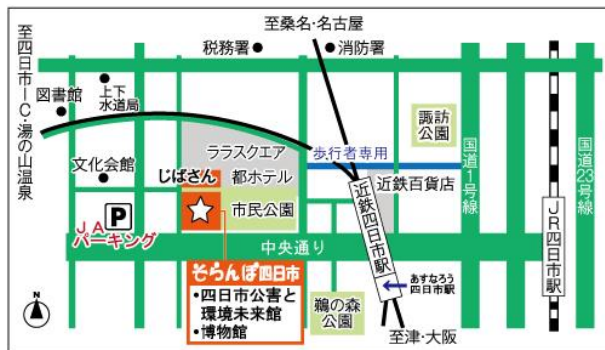 至桑名・名古屋
税務署
消防署
至四日市IC・湯の山温泉
図書館
上下
水道局
諏訪
公園
国道1号線
国道23号線
ララスクエア
歩行者専用
文化会館
じばさん
都ホテル
近鉄百貨店
市民公園
近鉄四日市駅
JR四日市駅
P
JA
パーキング
中央通り
そらんぽ四日市
・四日市公害と
環境未来館
・博物館
鵜の森
公園
あすなろう
四日市駅
N
至津・大阪